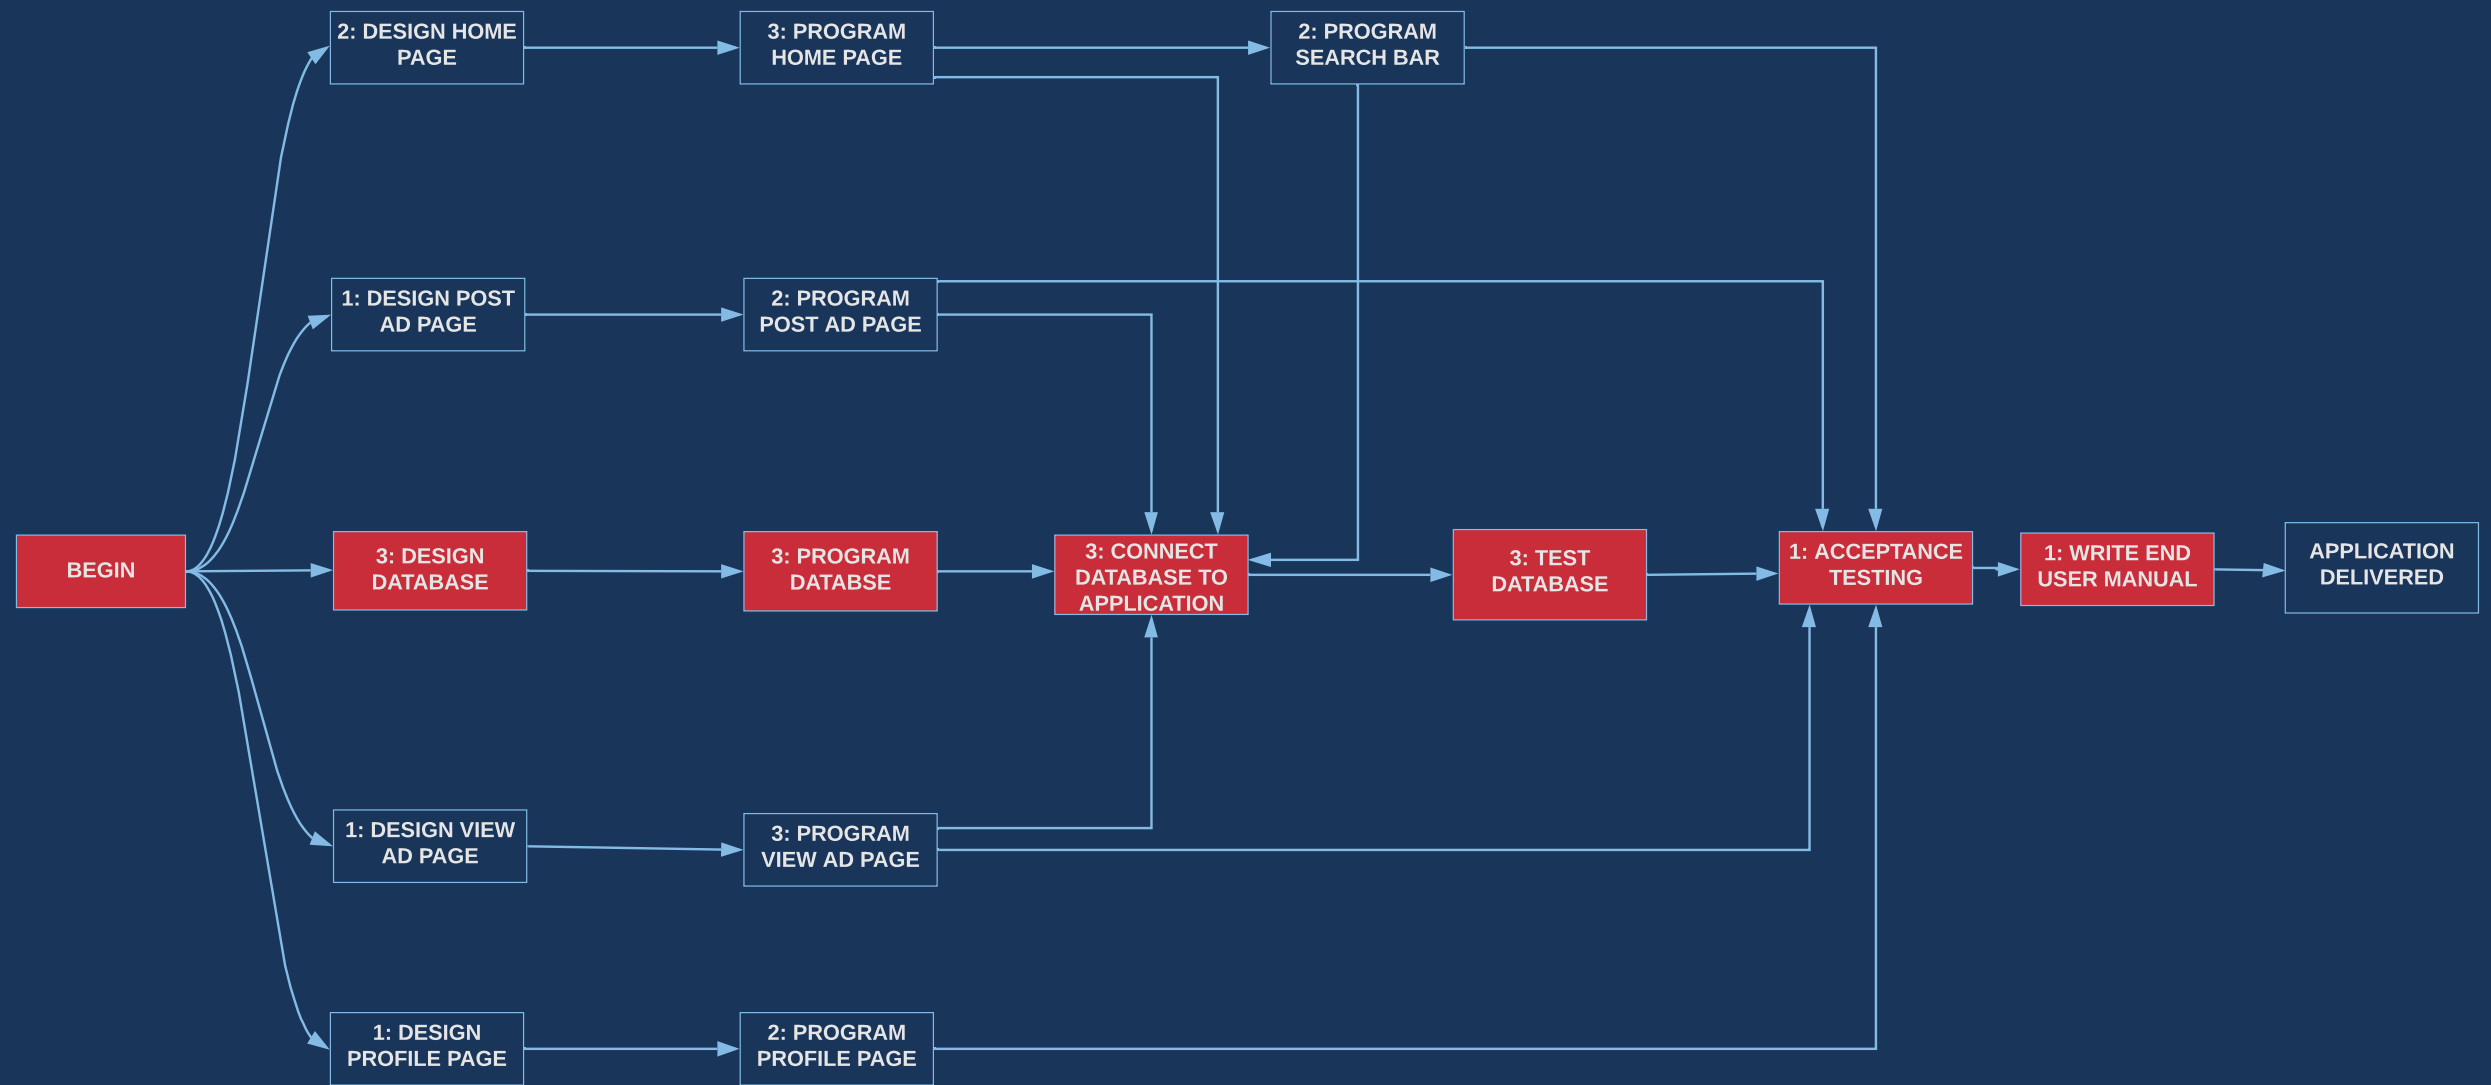 2: DESIGN HOME
PAGE
3: PROGRAM
HOME PAGE
2: PROGRAM
SEARCH BAR
1: DESIGN POST
AD PAGE
2: PROGRAM
POST AD PAGE
BEGIN
3: DESIGN
DATABASE
3: PROGRAM
DATABSE
3: CONNECT
DATABASE TO
APPLICATION
3: TEST
DATABASE
1: ACCEPTANCE
TESTING
1: WRITE END
USER MANUAL
APPLICATION
DELIVERED
1: DESIGN VIEW
AD PAGE
3: PROGRAM
VIEW AD PAGE
1: DESIGN
PROFILE PAGE
2: PROGRAM
PROFILE PAGE